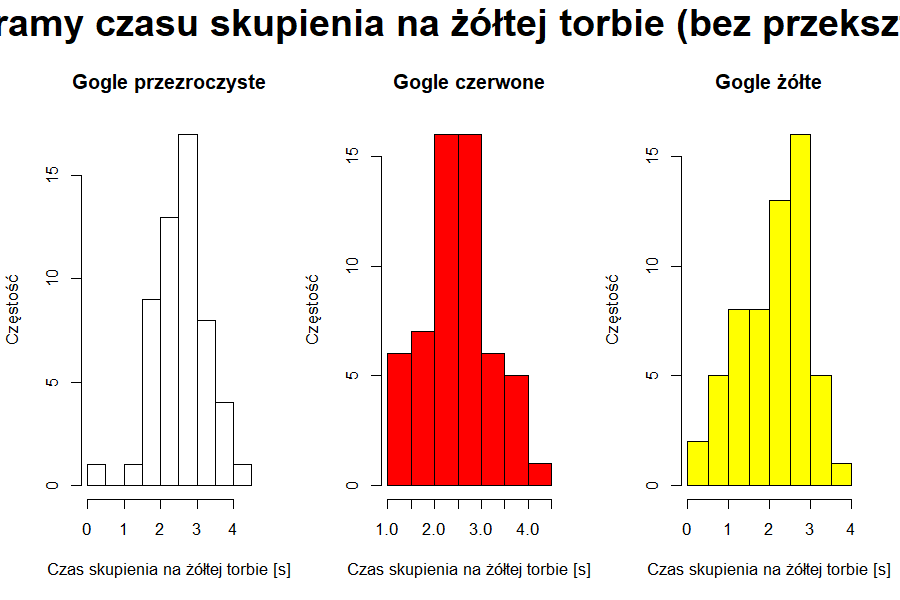 ramy czasu skupienia na żółtej torbie (bez przeksz
Gogle przezroczyste
Częstość
0 5 10 15
0 1 2 3 4
Czas skupienia na żółtej torbie [s]
Gogle czerwone
Częstość
0 5 10 15
1.0 2.0 3.0 4.0
Czas skupienia na żółtej torbie [s]
Gogle żółte
Częstość
0 5 10 15
0 1 2 3 4
Czas skupienia na żółtej torbie [s]